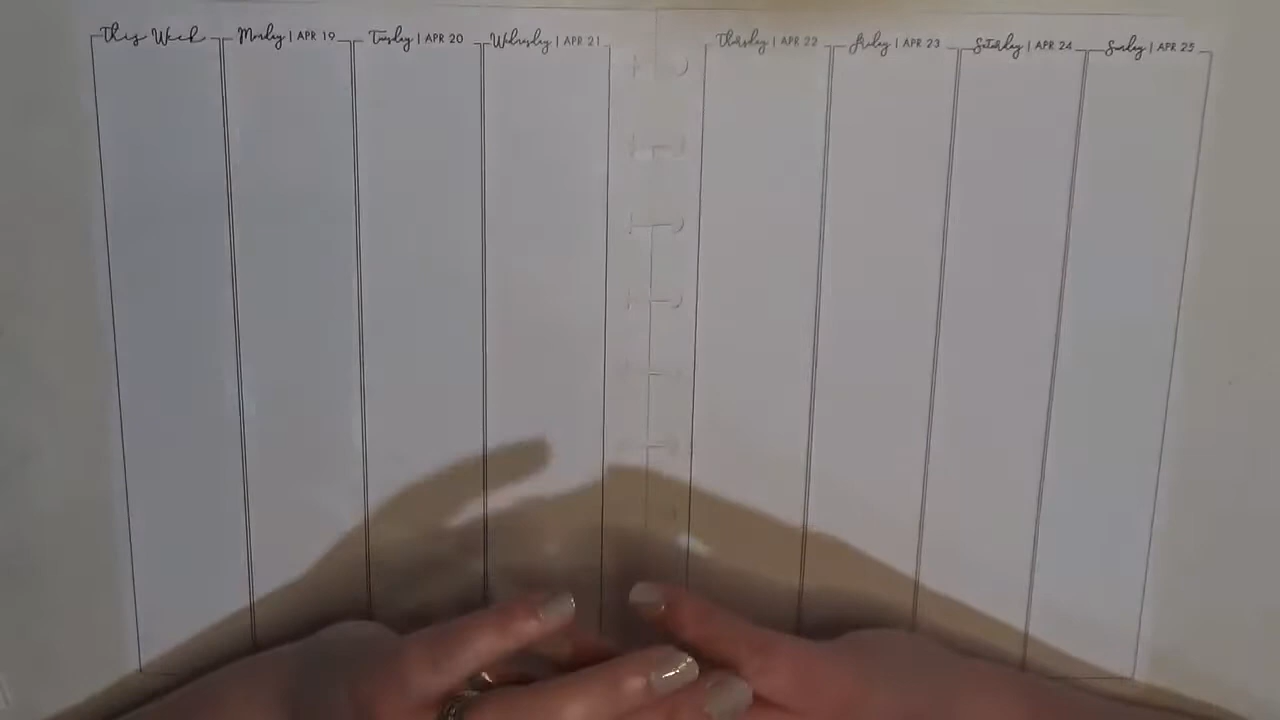 This Week
Monday | APR 19
Tuesday | APR 20
Wednesday | APR 21
Thursday | APR 22
Friday | APR 23
Saturday | APR 24
Sunday | APR 25